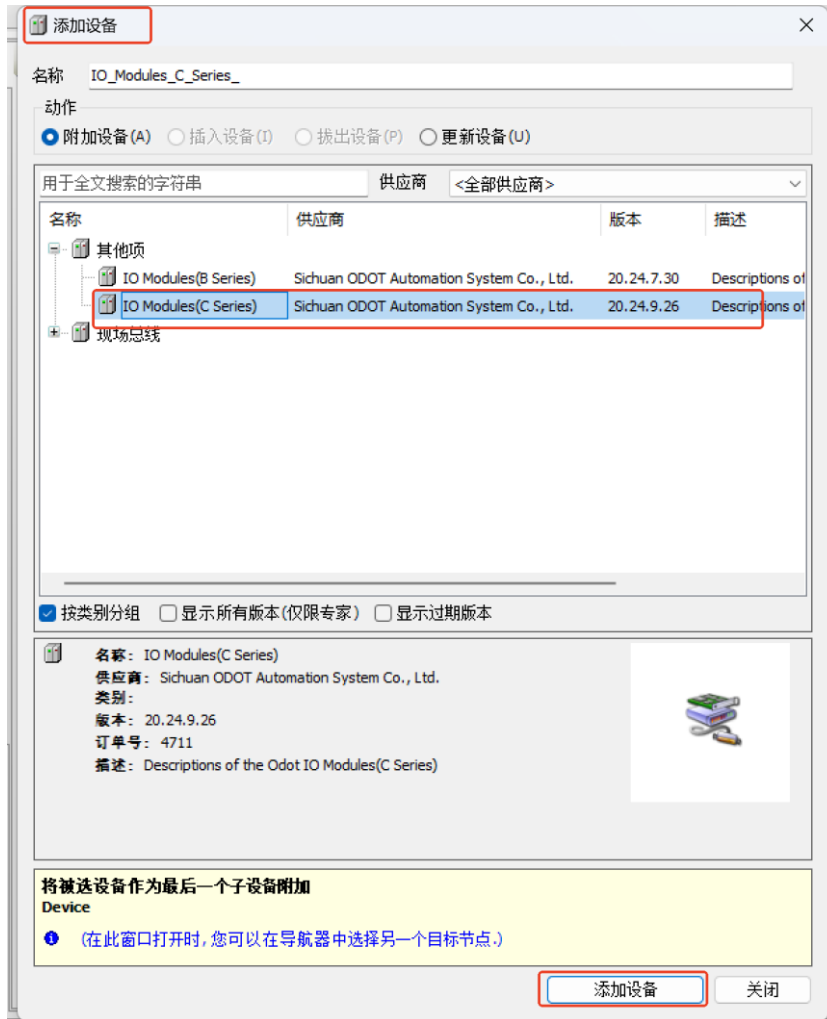 添加设备
名称 IO_Modules_C_Series_
动作
附加设备(A) 插入设备(I) 拔出设备(P) 更新设备(U)
用于全文搜索的字符串 供应商 <全部供应商>
名称 供应商 版本 描述
其他项
IO Modules(B Series) Sichuan ODOT Automation System Co., Ltd. 20.24.7.30 Descriptions of
IO Modules(C Series) Sichuan ODOT Automation System Co., Ltd. 20.24.9.26 Descriptions of
现场总线
按类别分组 显示所有版本(仅限专家) 显示过期版本
名称: IO Modules(C Series)
供应商: Sichuan ODOT Automation System Co., Ltd.
类别:
版本: 20.24.9.26
订单号: 4711
描述: Descriptions of the Odot IO Modules(C Series)
将被选设备作为最后一个子设备附加
Device
(在此窗口打开时,您可以在导航器中选择另一个目标节点.)
添加设备 关闭